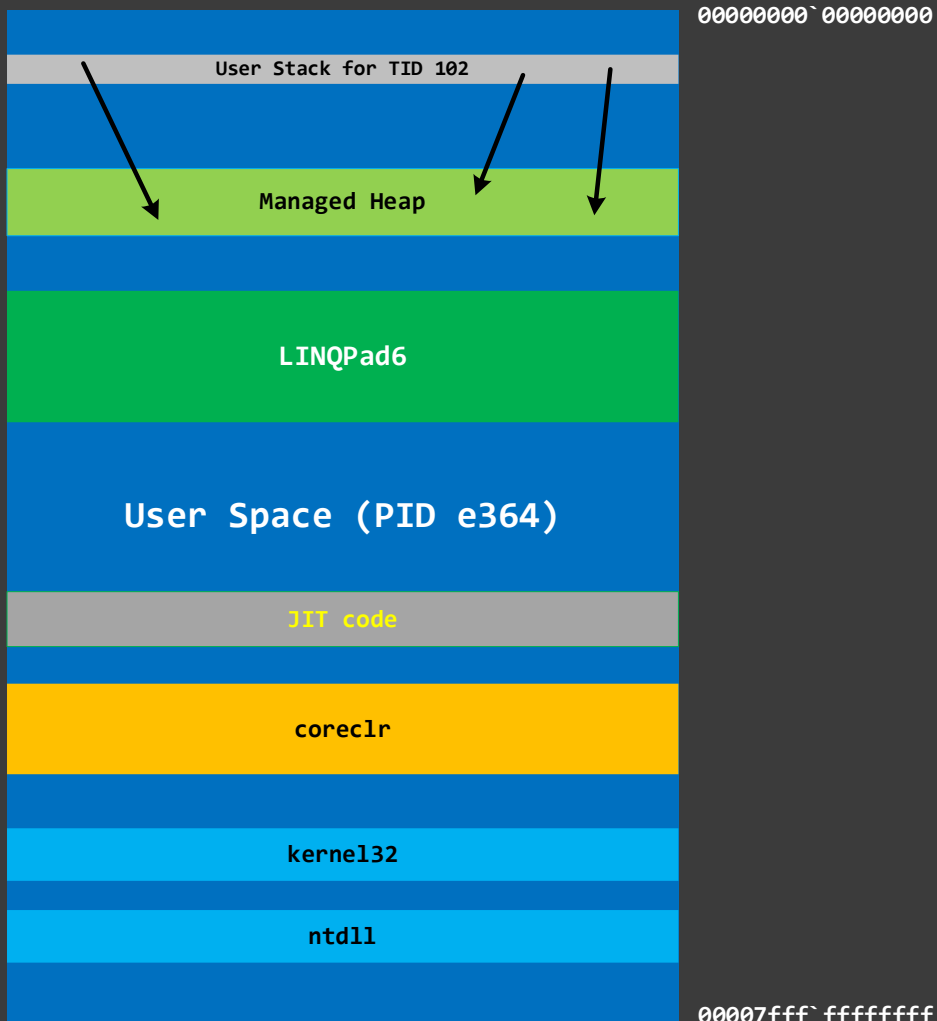 00000000`00000000
User Stack for TID 102
Managed Heap
LINQPad6
User Space (PID e364)
JIT code
coreclr
kernel32
ntdll
00007fff`ffffffff